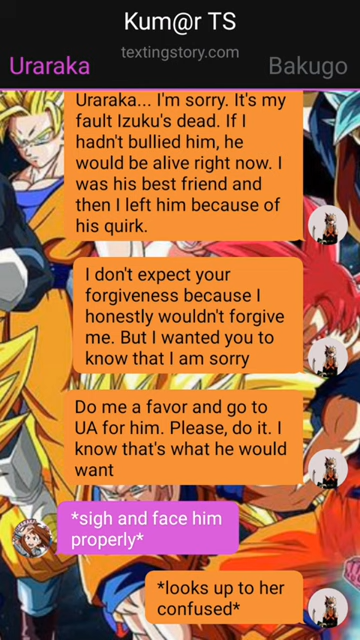 Kum@r TS
textingstory.com
Uraraka
Bakugo
Uraraka... I'm sorry. It's my
fault Izuku's dead. If I
hadn't bullied him, he
would be alive right now. I
was his best friend and
then I left him because of
his quirk.
I don't expect your
forgiveness because I
honestly wouldn't forgive
me. But I wanted you to
know that I am sorry
Do me a favor and go to
UA for him. Please, do it. I
know that's what he would
want
*sigh and face him
properly*
*looks up to her
confused*